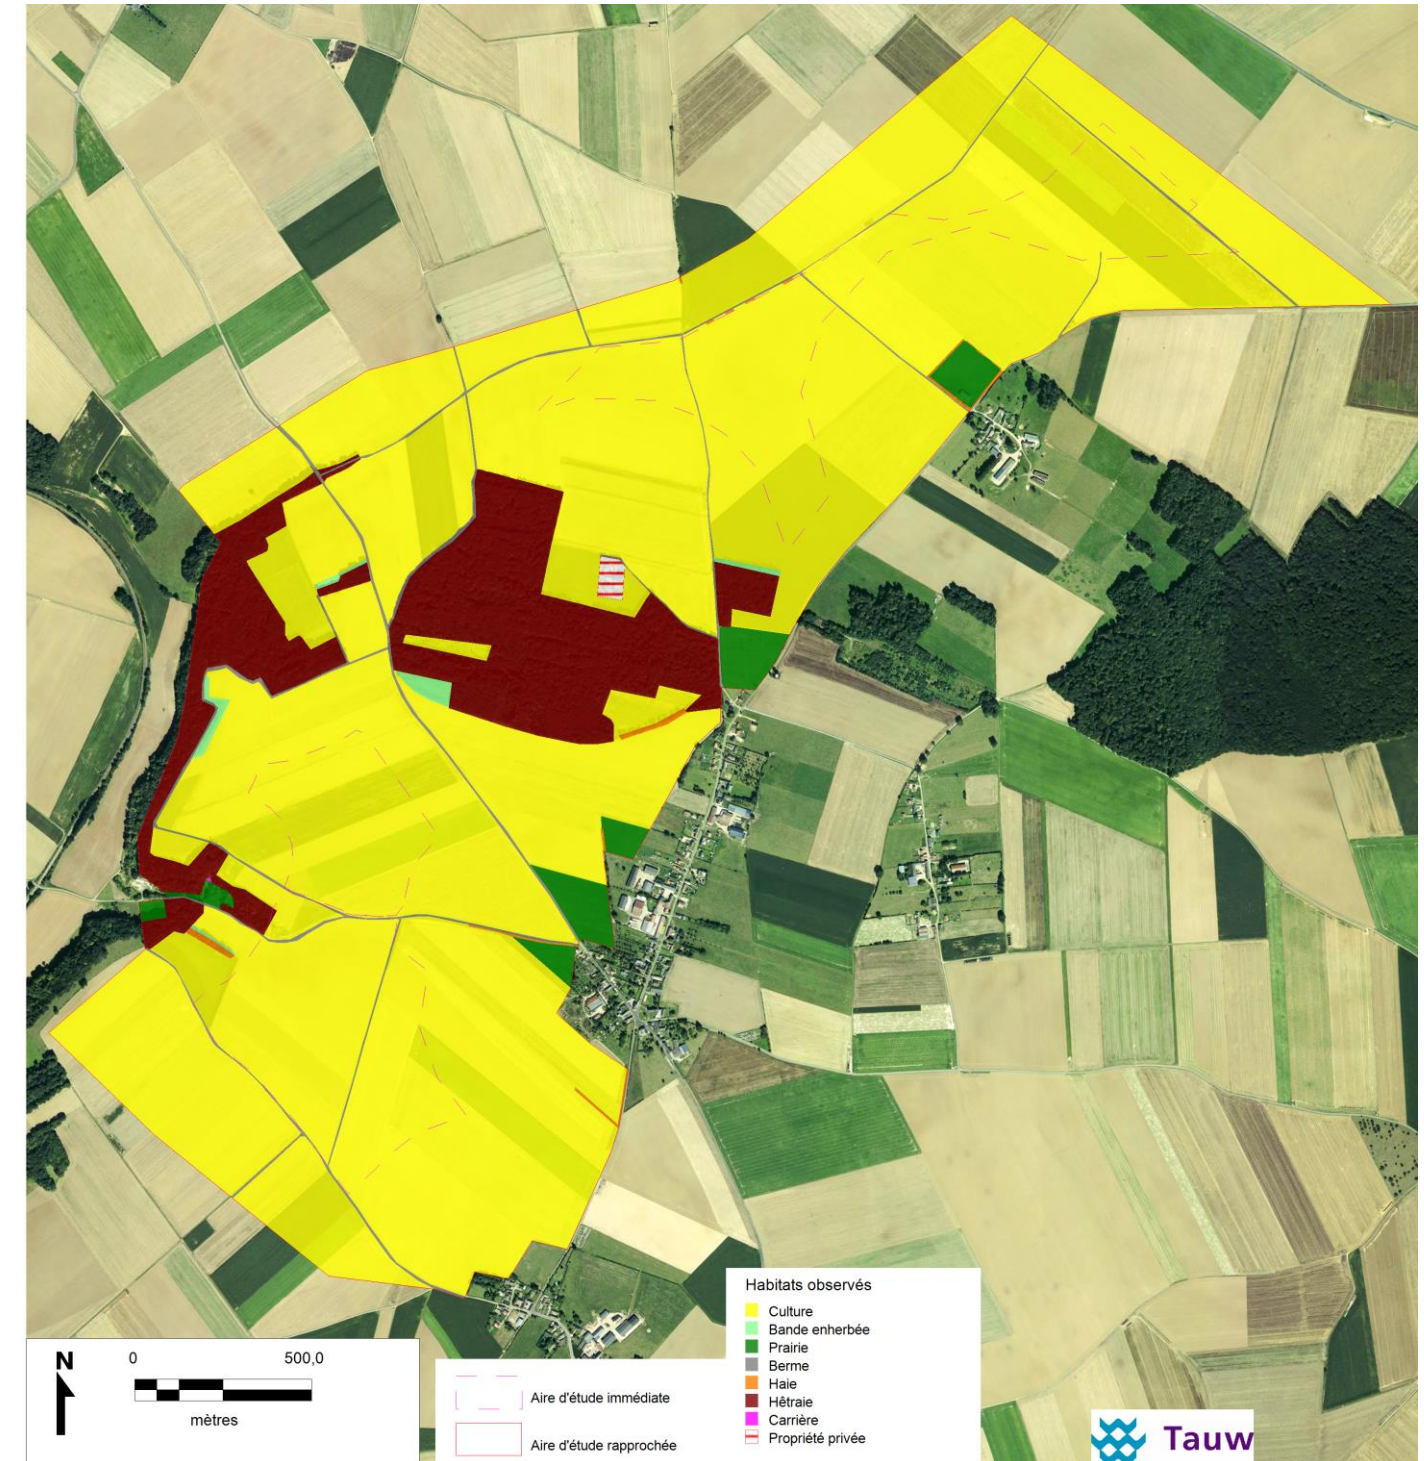 N
0 500,0
mètres
Aire d'étude immédiate
Aire d'étude rapprochée
Habitats observés
Culture
Bande enherbée
Prairie
Berme
Haie
Hêtraie
Carrière
Propriété privée
Tauw